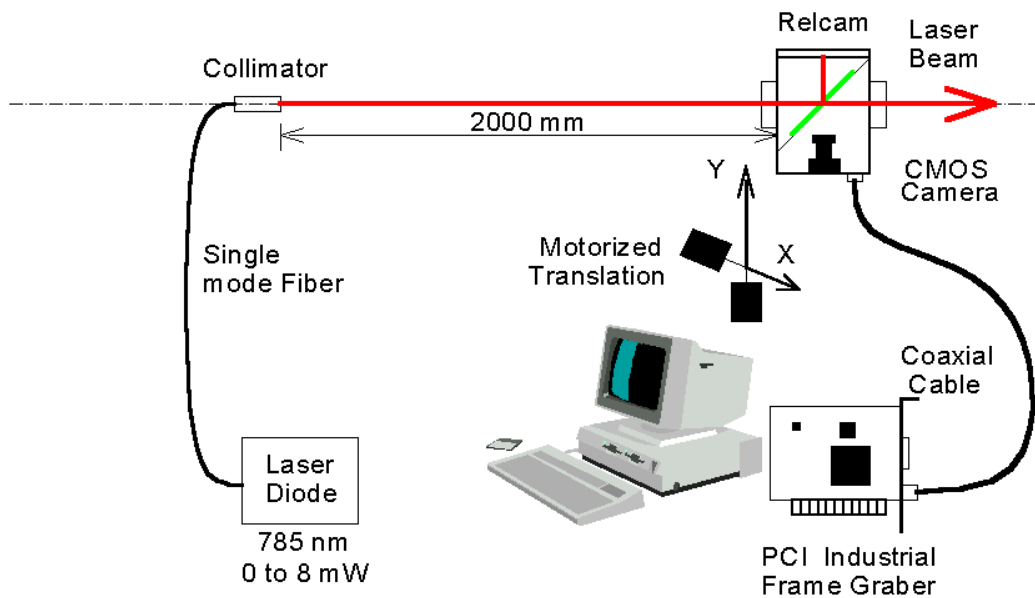 Relcam
Laser
Beam
Collimator
2000 mm
CMOS
Camera
Y
X
Motorized
Translation
Single
mode Fiber
Coaxial
Cable
Laser
Diode
785 nm
0 to 8 mW
PCI Industrial
Frame Graber